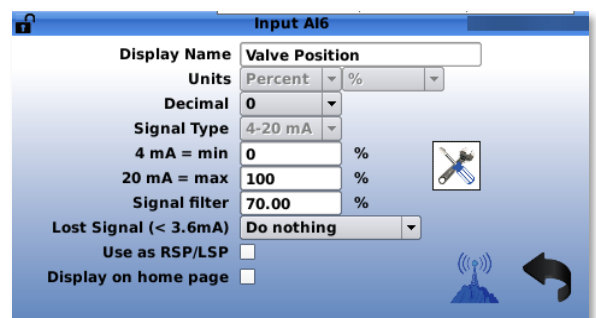 Input AI6
Display Name Valve Position
Units Percent %
Decimal 0
Signal Type 4-20 mA
4 mA = min 0 %
20 mA = max 100 %
Signal filter 70.00 %
Lost Signal (< 3.6mA) Do nothing
Use as RSP/LSP
Display on home page